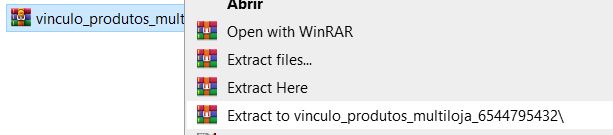 Abrir
vinculo_produtos_mult
Open with WinRAR
Extract files...
Extract Here
Extract to vinculo_produtos_multiloja_6544795432\